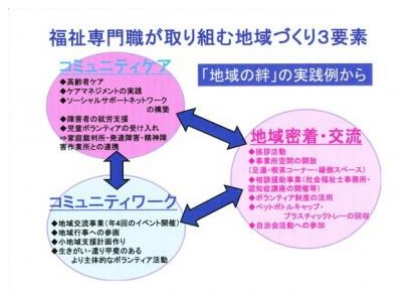 福祉専門職が取り組む地域づくり3要素
コミュニティケア
「地域の絆」の実践例から
◆高齢者ケア
◆ケアマネジメントの実践
◆ソーシャルサポートネットワーク
の構築
◆障害者の就労支援
◆児童ボランティアの受け入れ
⇒家庭裁判所・発達障害・精神障
害作業所との連携
地域密着・交流
◆挨拶活動
◆事業所空間の開放
(足湯・喫茶コーナー・縁側スペース)
◆相談援助事業(社会福祉士事務所・
認知症講座の開催等)
◆ボランティア制度の活用
◆ペットボトルキャップ・
プラスティックトレーの回収
◆自治会活動への参加
コミュニティワーク
◆地域交流事業(年4回のイベント開催)
◆地域行事への参画
◆小地域支援計画作り
◆生きがい・遣り甲斐のある
より主体的なボランティア活動